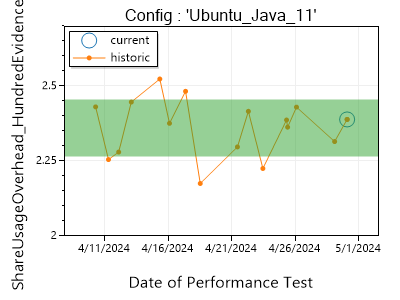 Config : 'Ubuntu_Java_11'
current
historic
ShareUsageOverhead_HundredEvidence
2.5
2.25
2
4/11/2024
4/16/2024
4/21/2024
4/26/2024
5/1/2024
Date of Performance Test